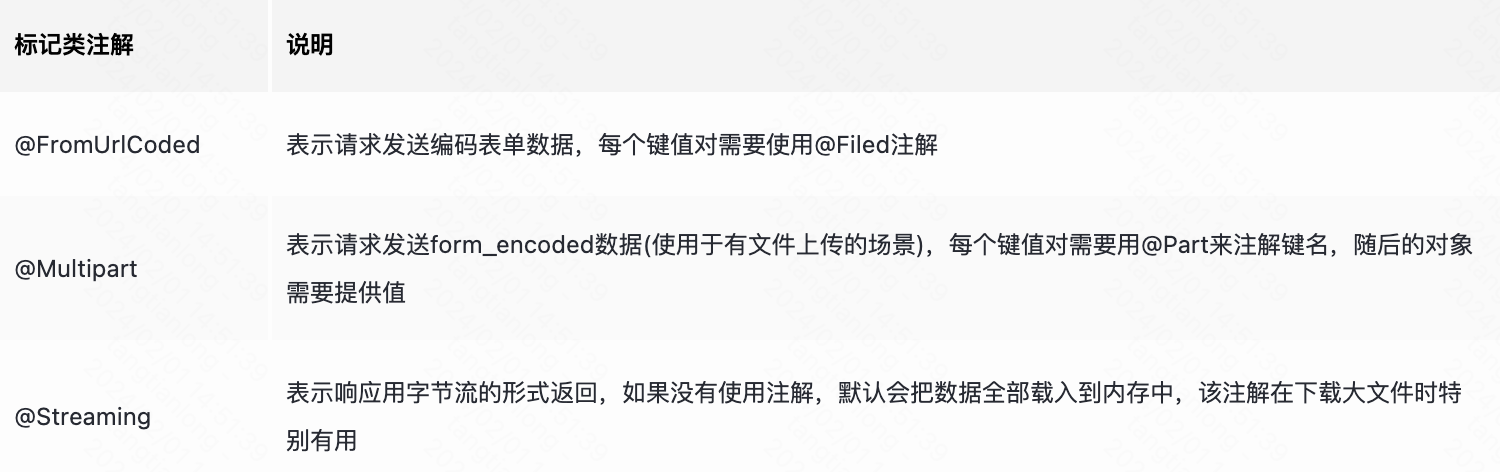 标记类注解
说明
@FromUrlCoded
表示请求发送编码表单数据，每个键值对需要使用@Filed注解
@Multipart
表示请求发送form_encoded数据(使用于有文件上传的场景)，每个键值对需要用@Part来注解键名，随后的对象
需要提供值
@Streaming
表示响应用字节流的形式返回，如果没有使用注解，默认会把数据全部载入到内存中，该注解在下载大文件时特
别有用